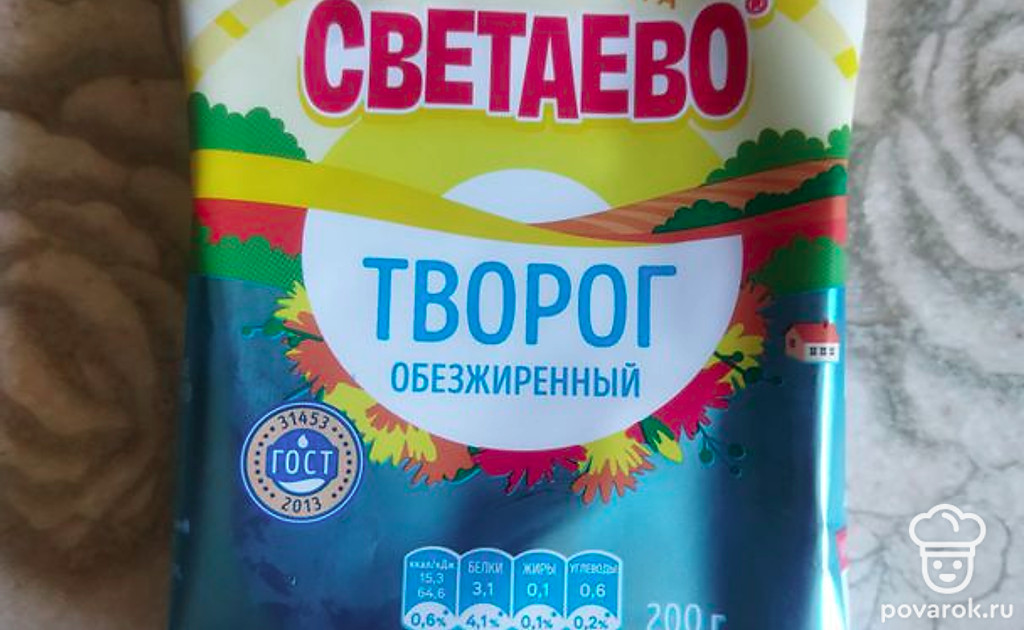 СВЕТАЕВО®
ТВОРОГ
ОБЕЗЖИРЕННЫЙ
31453
ГОСТ
2013
ккал/кДж БЕЛКИ ЖИРЫ УГЛЕВОДЫ
15,3 3,1 0,1 0,6
64,6
0,6% 4,1% 0,1% 0,2%
200 г
povarok.ru